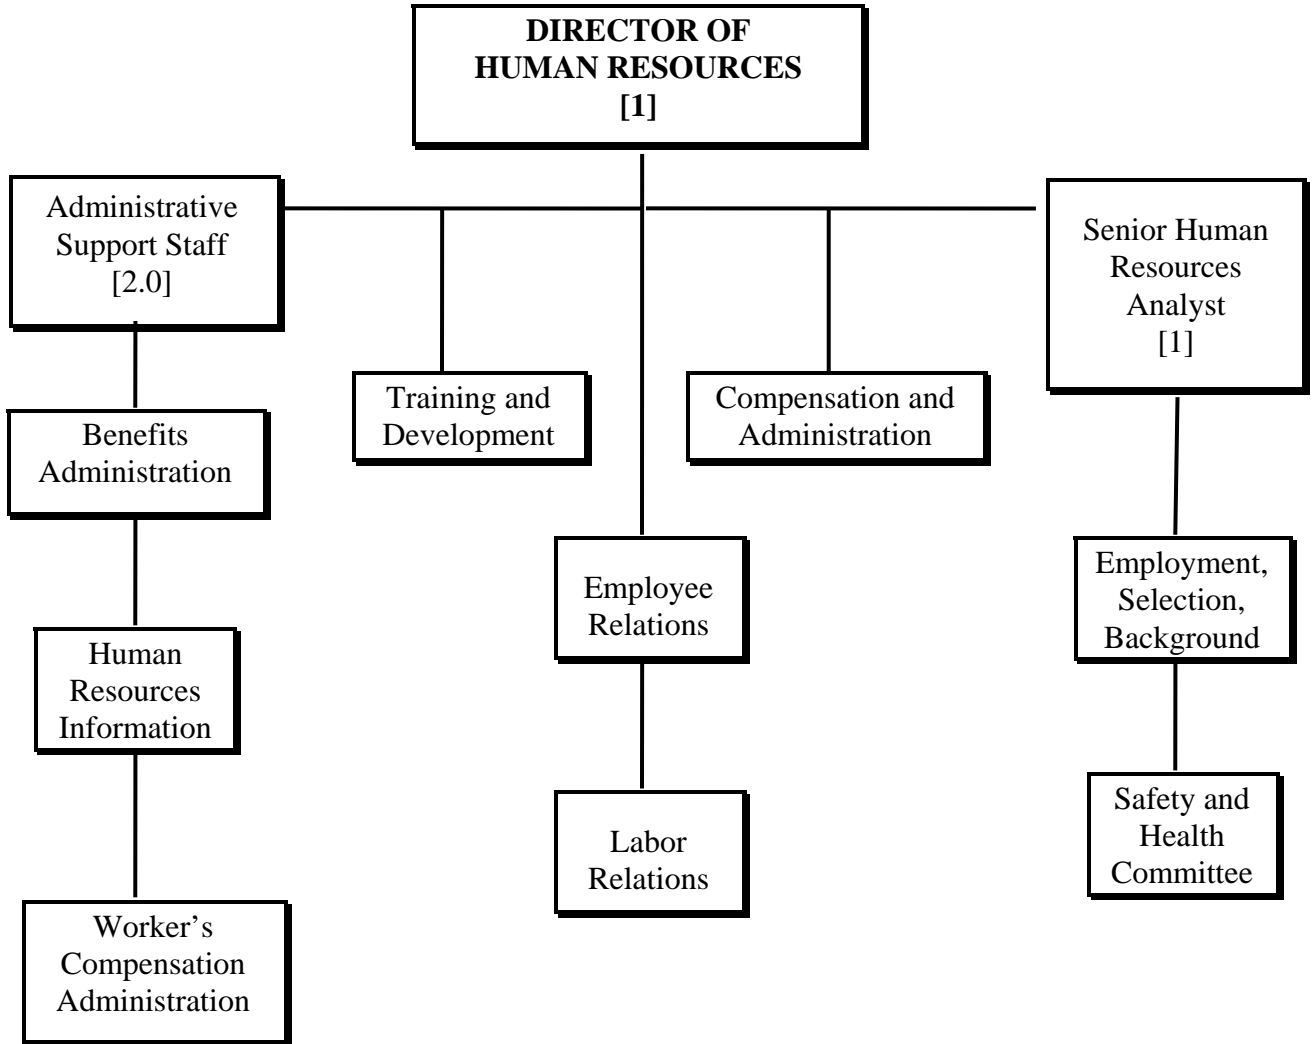 DIRECTOR OF
HUMAN RESOURCES
[1]
Administrative
Support Staff
[2.0]
Senior Human
Resources
Analyst
[1]
Training and
Development
Compensation and
Administration
Benefits
Administration
Employee
Relations
Employment,
Selection,
Background
Human
Resources
Information
Labor
Relations
Safety and
Health
Committee
Worker’s
Compensation
Administration